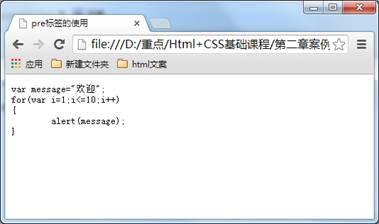 pre标签的使用
file:///D:/重点/Html+CSS基础课程/第二章案例
应用 新建文件夹 html文案
var message="欢迎";
for(var i=1;i<=10;i++)
{
        alert(message);
}